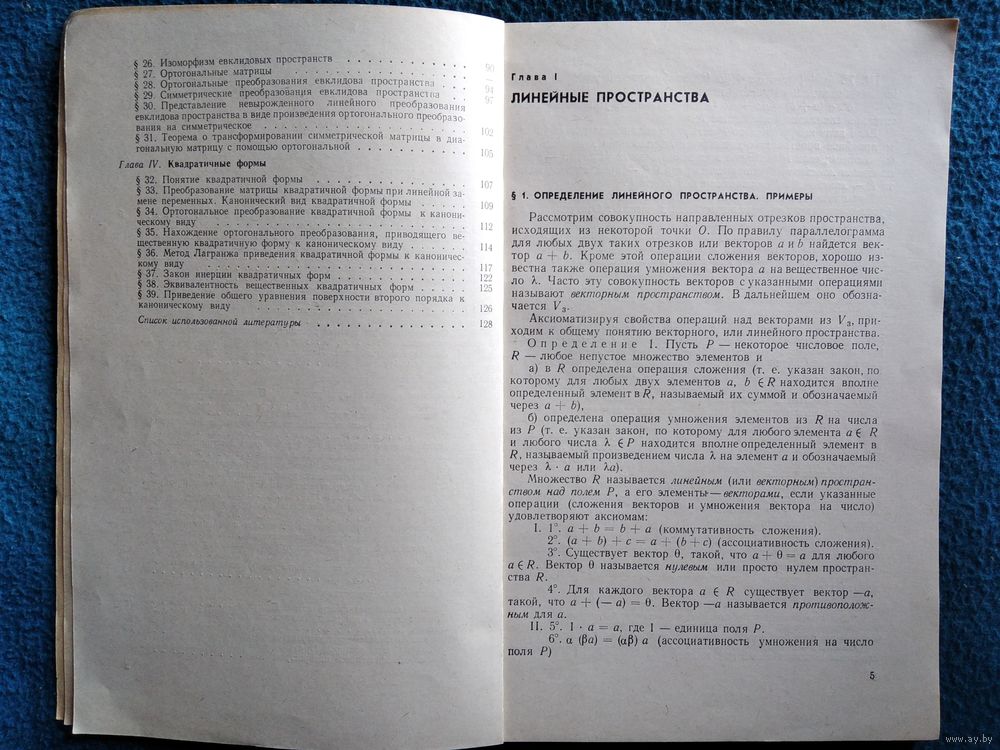 § 26. Изоморфизм евклидовых пространств . . . . . . . . . . 90
§ 27. Ортогональные матрицы . . . . . . . . . . . . . —
§ 28. Ортогональные преобразования евклидова пространства . . . 94
§ 29. Симметрические преобразования евклидова пространства . . 97
§ 30. Представление невырожденного линейного преобразования
евклидова пространства в виде произведения ортогонального преобразо-
вания на симметрическое . . . . . . . . . . . . . 102
§ 31. Теорема о трансформировании симметрической матрицы в диа-
гональную матрицу с помощью ортогональной . . . . . . . . 105
Глава IV. Квадратичные формы
§ 32. Понятие квадратичной формы . . . . . . . . . . . 107
§ 33. Преобразование матрицы квадратичной формы при линейной за-
мене переменных. Канонический вид квадратичной формы . . . . . 109
§ 34. Ортогональное преобразование квадратичной формы к канони-
ческому виду . . . . . . . . . . . . . . . . 112
§ 35. Нахождение ортогонального преобразования, приводящего ве-
щественную квадратичную форму к каноническому виду . . . . . 114
§ 36. Метод Лагранжа приведения квадратичной формы к каноничес-
кому виду . . . . . . . . . . . . . . . . . 117
§ 37. Закон инерции квадратичных форм . . . . . . . . . 122
§ 38. Эквивалентность вещественных квадратичных форм . . . . 125
§ 39. Приведение общего уравнения поверхности второго порядка к
каноническому виду . . . . . . . . . . . . . . 126
Список использованной литературы . . . . . . . . . . . 128
Глава I
ЛИНЕЙНЫЕ ПРОСТРАНСТВА
§ 1. ОПРЕДЕЛЕНИЕ ЛИНЕЙНОГО ПРОСТРАНСТВА. ПРИМЕРЫ
Рассмотрим совокупность направленных отрезков пространства,
исходящих из некоторой точки O. По правилу параллелограмма
для любых двух таких отрезков или векторов a и b найдется век-
тор a + b. Кроме этой операции сложения векторов, хорошо из-
вестна также операция умножения вектора a на вещественное чис-
ло λ. Часто эту совокупность векторов с указанными операциями
называют векторным пространством. В дальнейшем оно обозна-
чается V₃.
Аксиоматизируя свойства операций над векторами из V₃, при-
ходим к общему понятию векторного, или линейного пространства.
Определение 1. Пусть P — некоторое числовое поле,
R — любое непустое множество элементов и
а) в R определена операция сложения (т. е. указан закон, по
которому для любых двух элементов a, b ∈ R находится вполне
определенный элемент в R, называемый их суммой и обозначаемый
через a + b),
б) определена операция умножения элементов из R на числа
из P (т. е. указан закон, по которому для любого элемента a ∈ R
и любого числа λ ∈ P находится вполне определенный элемент в
R, называемый произведением числа λ на элемент a и обозначаемый
через λ · a или λa).
Множество R называется линейным (или векторным) простран-
ством над полем P, а его элементы — векторами, если указанные
операции (сложения векторов и умножения вектора на число)
удовлетворяют аксиомам:
I. 1°. a + b = b + a (коммутативность сложения).
2°. (a + b) + c = a + (b + c) (ассоциативность сложения).
3°. Существует вектор θ, такой, что a + θ = a для любого
a ∈ R. Вектор θ называется нулевым или просто нулем простран-
ства R.
4°. Для каждого вектора a ∈ R существует вектор —a,
такой, что a + (— a) = θ. Вектор —a называется противополож-
ным для a.
II. 5°. 1 · a = a, где 1 — единица поля P.
6°. α (βa) = (αβ) a (ассоциативность умножения на число
поля P)
5
www.ay.by